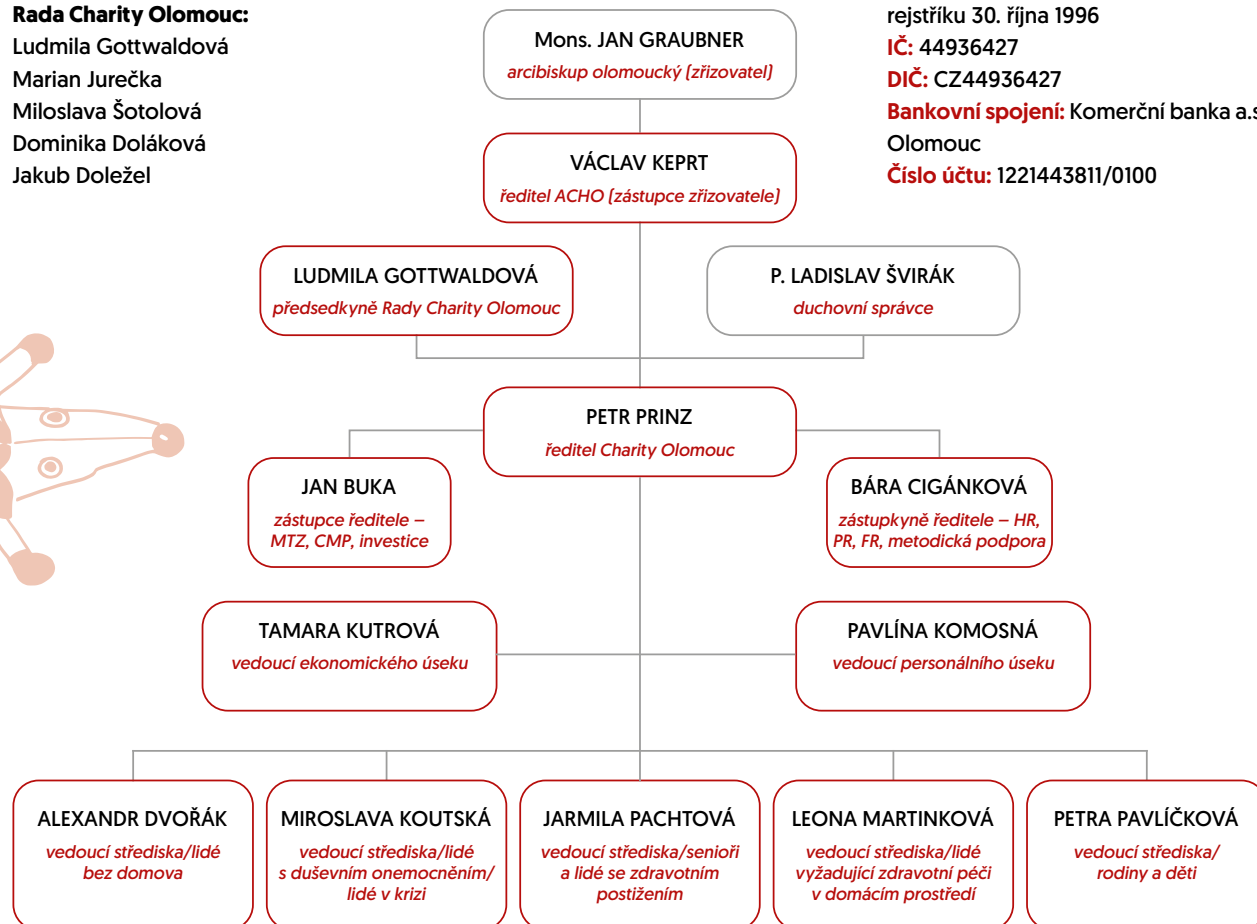 Rada Charity Olomouc:
Ludmila Gottwaldová
Marian Jurečka
Miloslava Šotolová
Dominika Doláková
Jakub Doležel
rejstříku 30. října 1996
IČ: 44936427
DIČ: CZ44936427
Bankovní spojení: Komerční banka a.s
Olomouc
Číslo účtu: 1221443811/0100
Mons. JAN GRAUBNER
arcibiskup olomoucký (zřizovatel)
VÁCLAV KEPRT
ředitel ACHO (zástupce zřizovatele)
LUDMILA GOTTWALDOVÁ
předsedkyně Rady Charity Olomouc
P. LADISLAV ŠVIRÁK
duchovní správce
PETR PRINZ
ředitel Charity Olomouc
JAN BUKA
zástupce ředitele –
MTZ, CMP, investice
BÁRA CIGÁNKOVÁ
zástupkyně ředitele – HR,
PR, FR, metodická podpora
TAMARA KUTROVÁ
vedoucí ekonomického úseku
PAVLÍNA KOMOSNÁ
vedoucí personálního úseku
ALEXANDR DVOŘÁK
vedoucí střediska/lidé
bez domova
MIROSLAVA KOUTSKÁ
vedoucí střediska/lidé
s duševním onemocněním/
lidé v krizi
JARMILA PACHTOVÁ
vedoucí střediska/senioři
a lidé se zdravotním
postižením
LEONA MARTINKOVÁ
vedoucí střediska/lidé
vyžadující zdravotní péči
v domácím prostředí
PETRA PAVLÍČKOVÁ
vedoucí střediska/
rodiny a děti